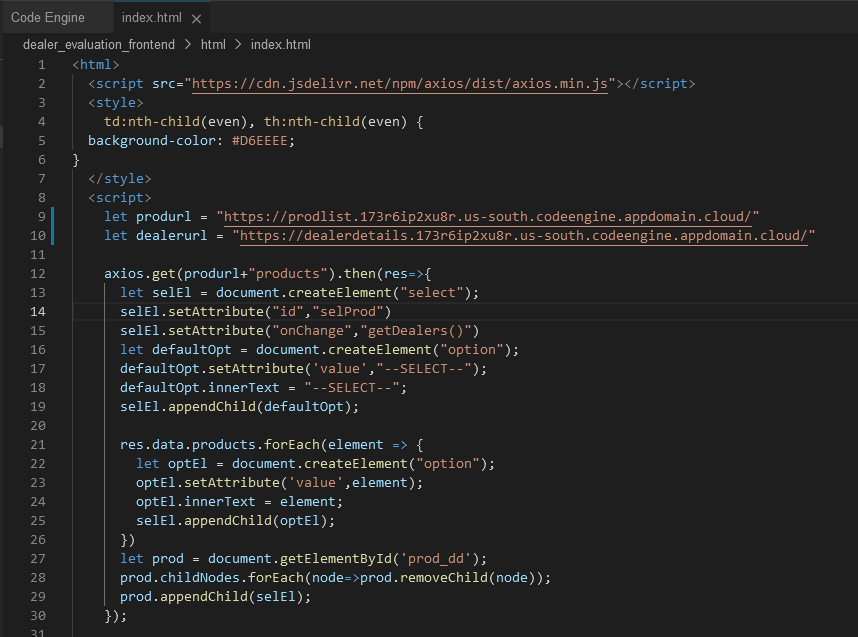 Code Engine index.html ×
dealer_evaluation_frontend > html > index.html
1 <html>
2 <script src="https://cdn.jsdelivr.net/npm/axios/dist/axios.min.js"></script>
3 <style>
4 td:nth-child(even), th:nth-child(even) {
5 background-color: #D6EEEE;
6 }
7 </style>
8 <script>
9 let produrl = "https://prodlist.173r6ip2xu8r.us-south.codeengine.appdomain.cloud/"
10 let dealerurl = "https://dealerdetails.173r6ip2xu8r.us-south.codeengine.appdomain.cloud/"
11
12 axios.get(produrl+"products").then(res=>{
13 let selEl = document.createElement("select");
14 selEl.setAttribute("id","selProd")
15 selEl.setAttribute("onChange","getDealers()")
16 let defaultOpt = document.createElement("option");
17 defaultOpt.setAttribute('value',"--SELECT--");
18 defaultOpt.innerText = "--SELECT--";
19 selEl.appendChild(defaultOpt);
20
21 res.data.products.forEach(element => {
22 let optEl = document.createElement("option");
23 optEl.setAttribute('value',element);
24 optEl.innerText = element;
25 selEl.appendChild(optEl);
26 })
27 let prod = document.getElementById('prod_dd');
28 prod.childNodes.forEach(node=>prod.removeChild(node));
29 prod.appendChild(selEl);
30 });
31